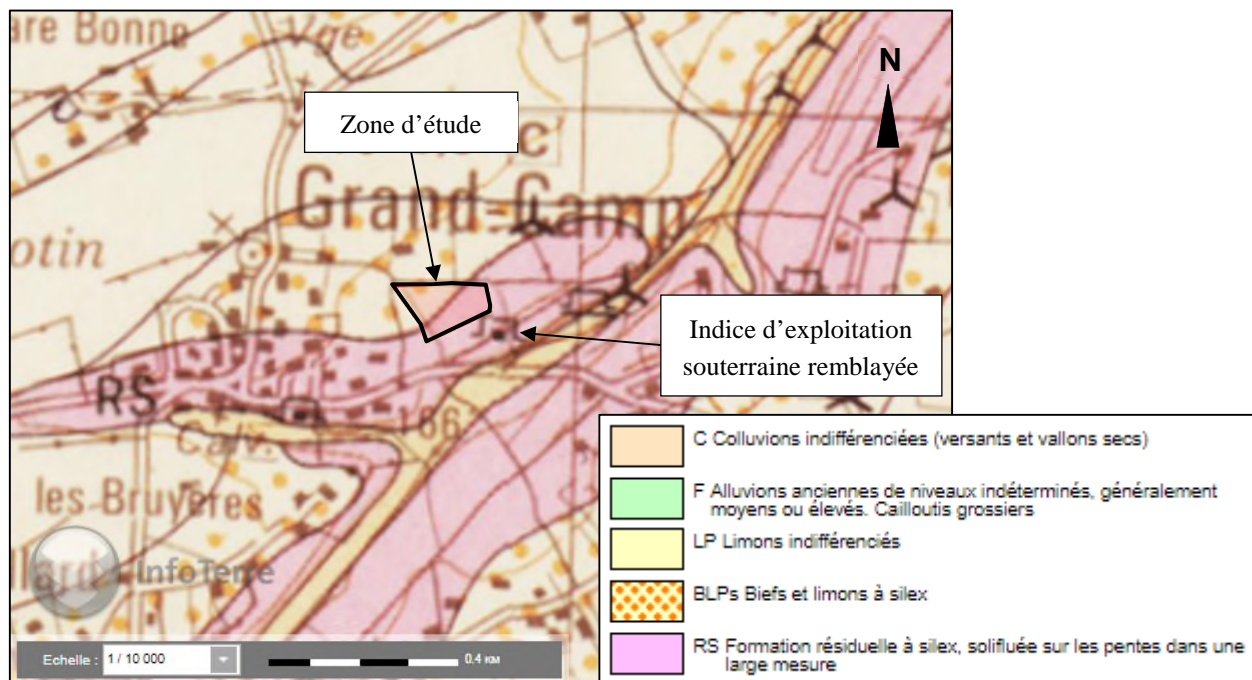 are Bonne
Vge
N
Zone d'étude
Grand-Camp
otin
Indice d'exploitation
souterraine remblayée
RS
166
Calv.
les Bruyères
InfoTerre
Echelle : 1 / 10 000
0.4 KM
C Colluvions indifférenciées (versants et vallons secs)
F Alluvions anciennes de niveaux indéterminés, généralement
moyens ou élevés. Cailloutis grossiers
LP Limons indifférenciés
BLPs Biefs et limons à silex
RS Formation résiduelle à silex, solifluée sur les pentes dans une
large mesure